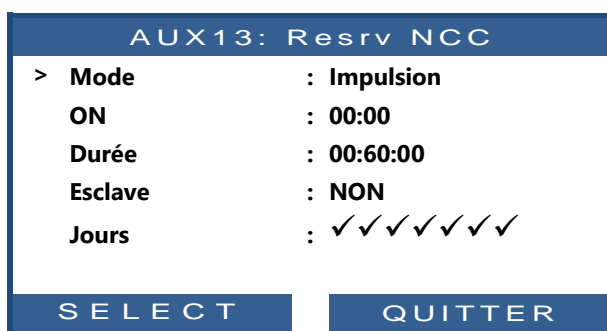 AUX13: Resrv NCC
> Mode : Impulsion
ON : 00:00
Durée : 00:60:00
Esclave : NON
Jours : ✓✓✓✓✓✓✓
SELECT QUITTER